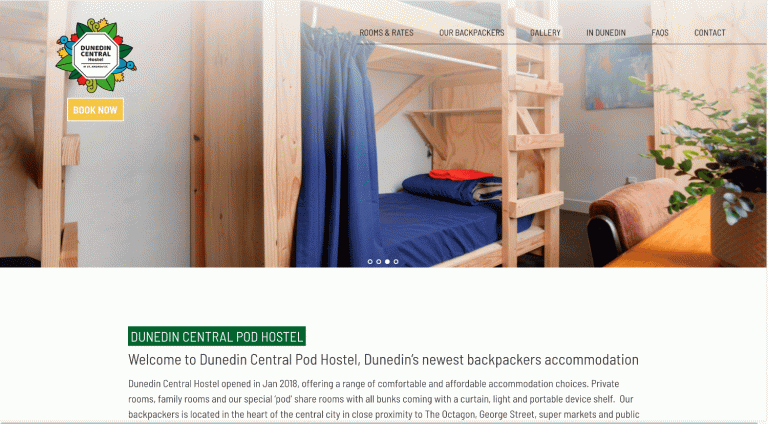 ROOMS & RATES OUR BACKPACKERS GALLERY IN DUNEDIN FAQS CONTACT
DUNEDIN
CENTRAL
Hostel
BOOK NOW
DUNEDIN CENTRAL POD HOSTEL
Welcome to Dunedin Central Pod Hostel, Dunedin's newest backpackers accommodation
Dunedin Central Hostel opened in Jan 2018, offering a range of comfortable and affordable accommodation choices. Private
rooms, family rooms and our special 'pod' share rooms with all bunks coming with a curtain, light and portable device shelf. Our
backpackers is located in the heart of the central city in close proximity to The Octagon, George Street, super markets and public